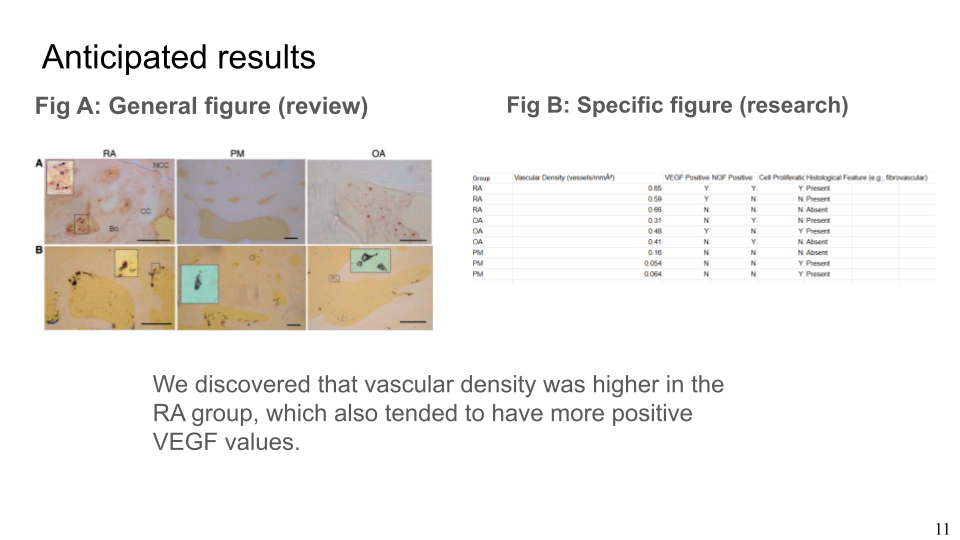 Anticipated results
Fig A: General figure (review)
Fig B: Specific figure (research)
A
RA
PM
OA
NCC
CC
Bo
B
Group Vascular Density (vessels/mmÂ²) VEGF Positive NGF Positive Cell Proliferatic Histological Feature (e.g., fibrovascular)
RA 0.65 Y Y Y Present
RA 0.59 Y N N Present
RA 0.66 N N N Absent
OA 0.31 N Y N Present
OA 0.48 Y N Y Present
OA 0.41 N Y N Absent
PM 0.16 N N N Absent
PM 0.054 N N Y Present
PM 0.064 N N Y Present
We discovered that vascular density was higher in the
RA group, which also tended to have more positive
VEGF values.
11